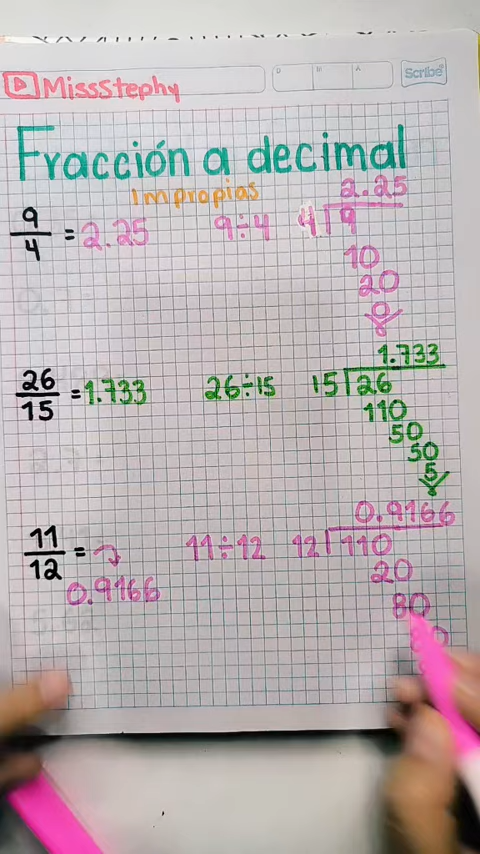 MissStephy
D H A
Scribe
Fracción a decimal
Impropias
9/4 = 2.25
9÷4
2.25
4 9
10
20
0
26/15 = 1.733
26÷15
1.733
15 26
110
50
50
5
11/12 =
0.9166
11÷12
0.9166
12 110
20
80